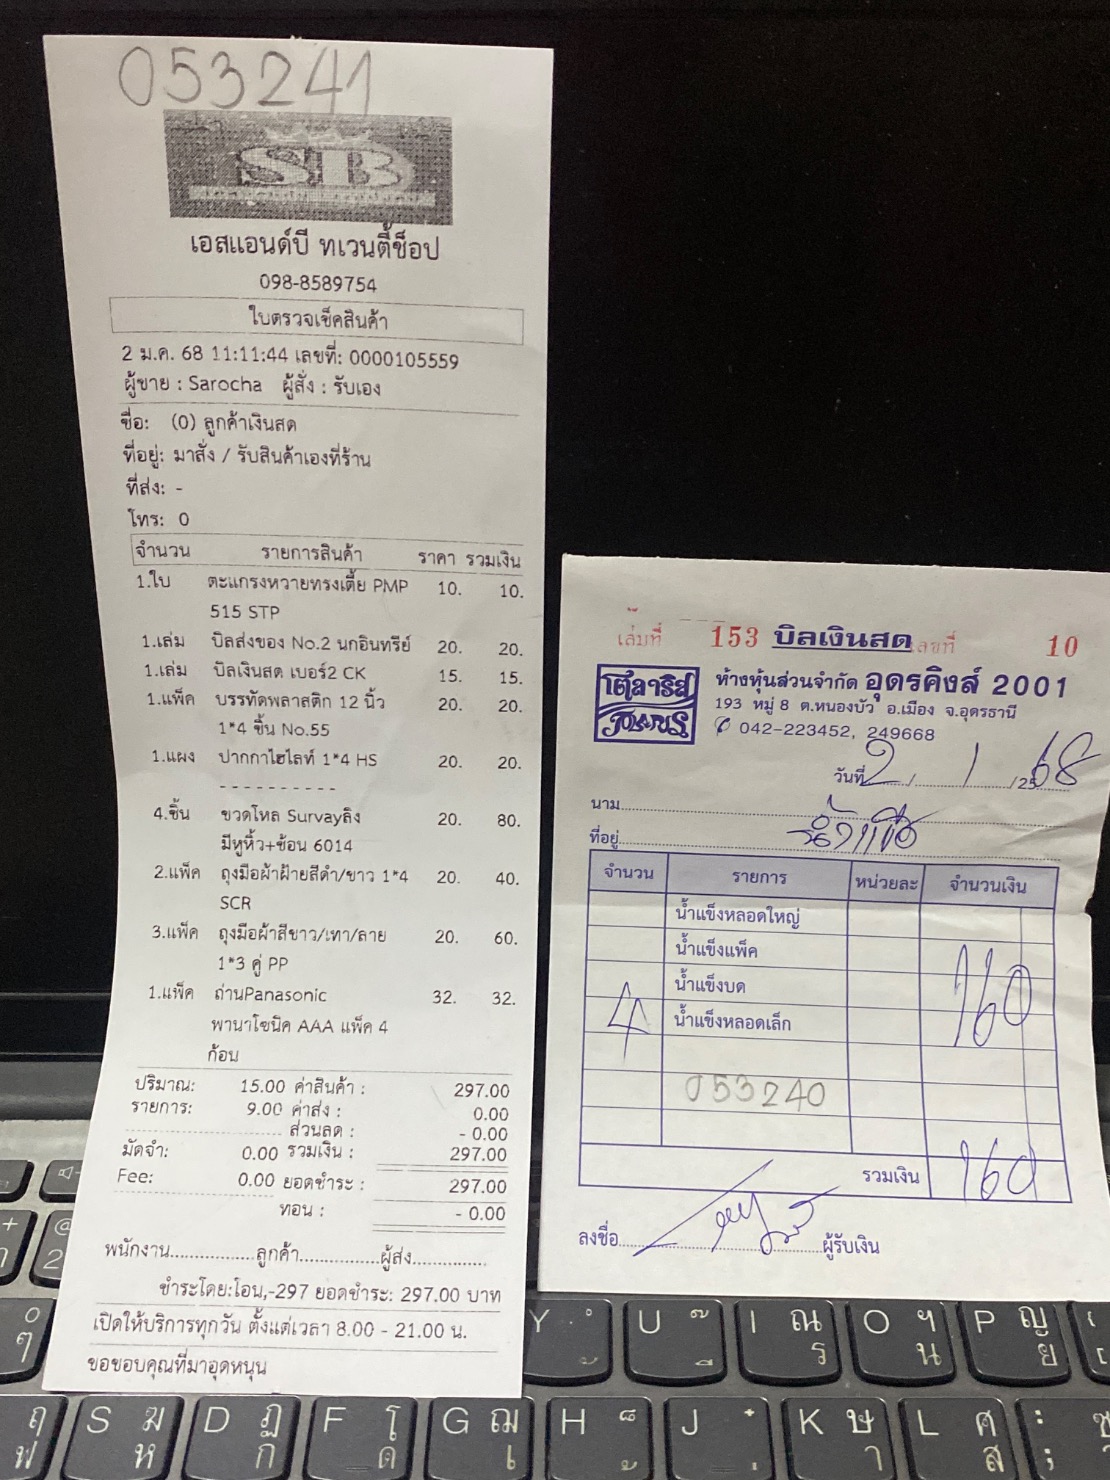 053241
SB
เอสแอนด์บี ทเวนตี้ช็อป
098-8589754
ใบตรวจเช็คสินค้า
2 ม.ค. 68 11:11:44 เลขที่: 0000105559
ผู้ขาย : Sarocha ผู้สั่ง : รับเอง
ชื่อ: (0) ลูกค้าเงินสด
ที่อยู่: มาสั่ง / รับสินค้าเองที่ร้าน
ที่ส่ง: -
โทร: 0
จำนวน รายการสินค้า ราคา รวมเงิน
1.ใบ ตะแกรงหวายทรงเตี้ย PMP 10. 10.
515 STP
1.เล่ม บิลส่งของ No.2 นกอินทรีย์ 20. 20.
1.เล่ม บิลเงินสด เบอร์2 CK 15. 15.
1.แพ็ค บรรทัดพลาสติก 12 นิ้ว 20. 20.
1*4 ชิ้น No.55
1.แผง ปากกาไฮไลท์ 1*4 HS 20. 20.
----------
4.ชิ้น ขวดโหล Survayลิง 20. 80.
มีหูหิ้ว+ช้อน 6014
2.แพ็ค ถุงมือผ้าฝ้ายสีดำ/ขาว 1*4 20. 40.
SCR
3.แพ็ค ถุงมือผ้าสีขาว/เทา/ลาย 20. 60.
1*3 คู่ PP
1.แพ็ค ถ่านPanasonic 32. 32.
พานาโซนิค AAA แพ็ค 4
ก้อน
ปริมาณ: 15.00 ค่าสินค้า : 297.00
รายการ: 9.00 ค่าส่ง : 0.00
ส่วนลด : - 0.00
มัดจำ: 0.00 รวมเงิน : 297.00
Fee: 0.00 ยอดชำระ : 297.00
ทอน : - 0.00
พนักงาน...............ลูกค้า...............ผู้ส่ง..............
ชำระโดย:โอน,-297 ยอดชำระ: 297.00 บาท
เปิดให้บริการทุกวัน ตั้งแต่เวลา 8.00 - 21.00 น.
ขอขอบคุณที่มาอุดหนุน
เล่มที่ 153 บิลเงินสด เลขที่ 10
โพลาริส
POLARIS
ห้างหุ้นส่วนจำกัด อุดรคิงส์ 2001
193 หมู่ 8 ต.หนองบัว อ.เมือง จ.อุดรธานี
042-223452, 249668
วันที่ 2 / 1 /2568
นาม
ที่อยู่
จำนวน รายการ หน่วยละ จำนวนเงิน
น้ำแข็งหลอดใหญ่
น้ำแข็งแพ็ค
น้ำแข็งบด
4 น้ำแข็งหลอดเล็ก 160
053240
รวมเงิน 160
ลงชื่อ ผู้รับเงิน
Y U I ณ ร O ฯ น P ญ ย
ฤ ฟ S ฆ ห D ฏ ก F โ ด G ฌ เ H J K ษ า L ศ ส